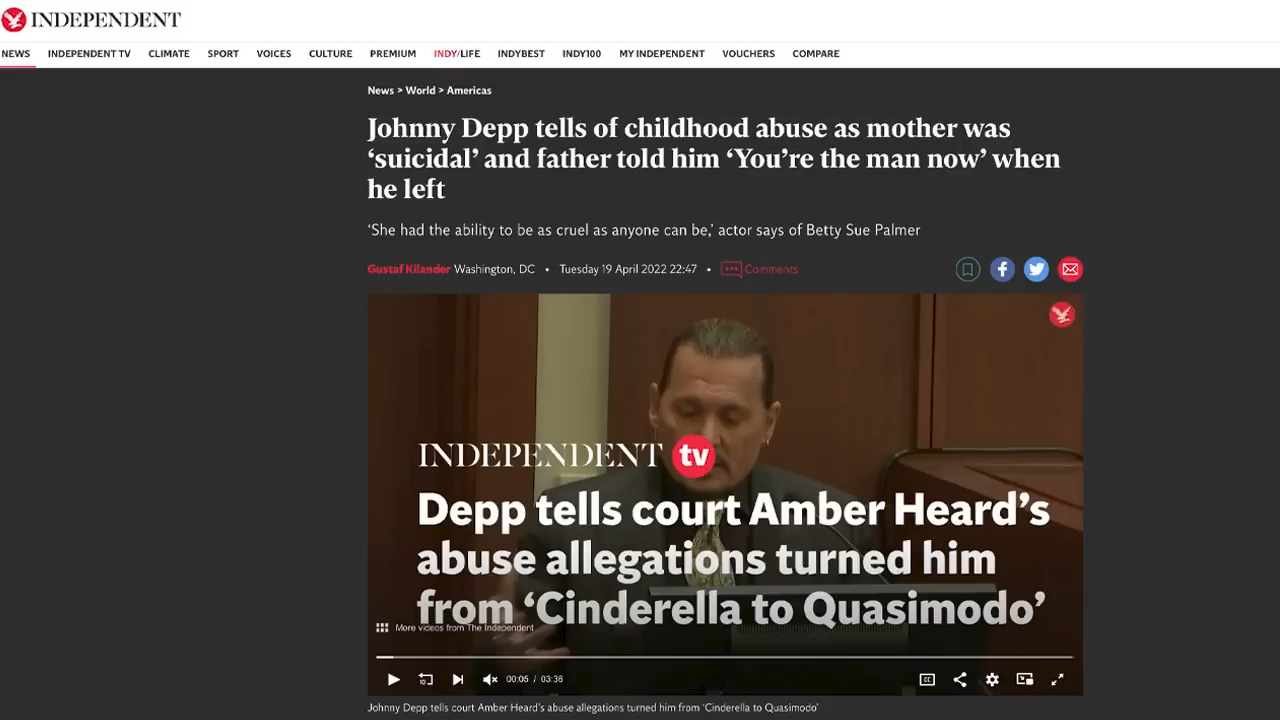 INDEPENDENT
NEWS INDEPENDENT TV CLIMATE SPORT VOICES CULTURE PREMIUM INDY/LIFE INDYBEST INDY100 MY INDEPENDENT VOUCHERS COMPARE
News > World > Americas
Johnny Depp tells of childhood abuse as mother was
‘suicidal’ and father told him ‘You’re the man now’ when
he left
‘She had the ability to be as cruel as anyone can be,’ actor says of Betty Sue Palmer
Gustaf Kilander Washington, DC • Tuesday 19 April 2022 22:47 • Comments
INDEPENDENT tv
Depp tells court Amber Heard’s
abuse allegations turned him
from ‘Cinderella to Quasimodo’
More videos from The Independent
10 00:05 / 03:36 CC
Johnny Depp tells court Amber Heard’s abuse allegations turned him from ‘Cinderella to Quasimodo’